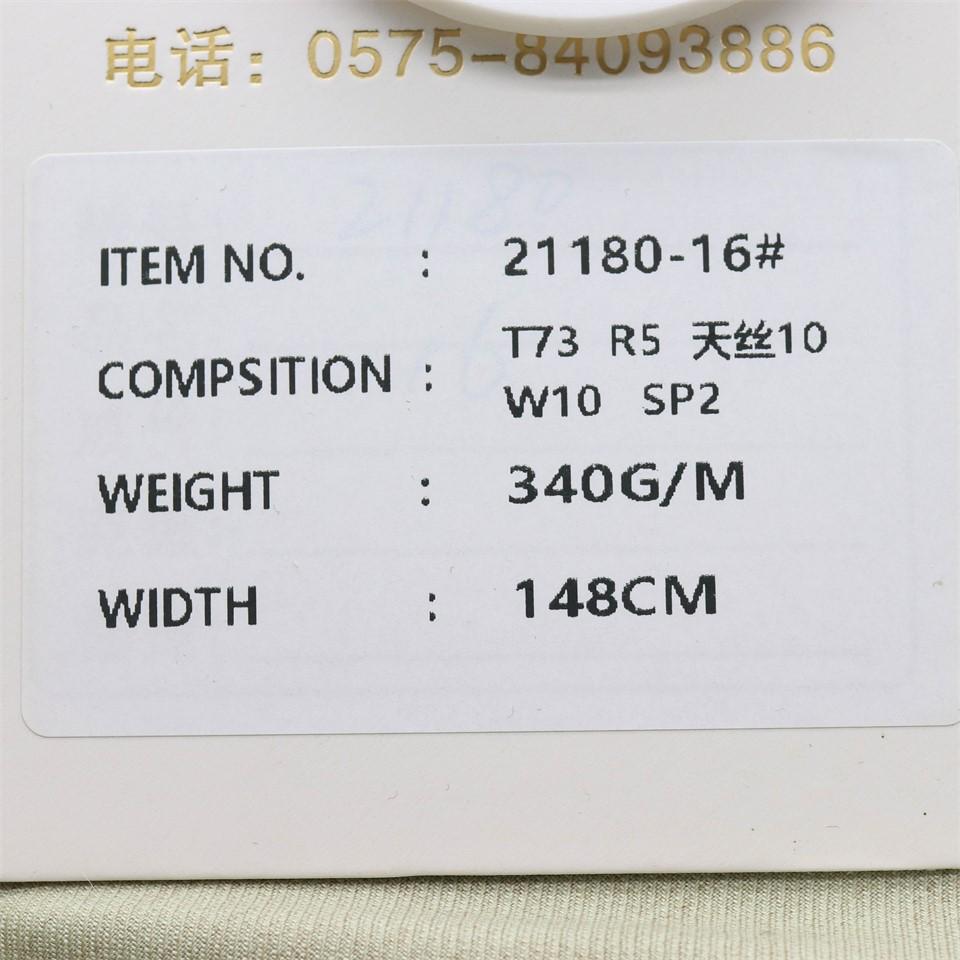 电话：0575-84093886
ITEM NO. : 21180-16#
COMPSITION : T73 R5 天丝10
W10 SP2
WEIGHT : 340G/M
WIDTH : 148CM